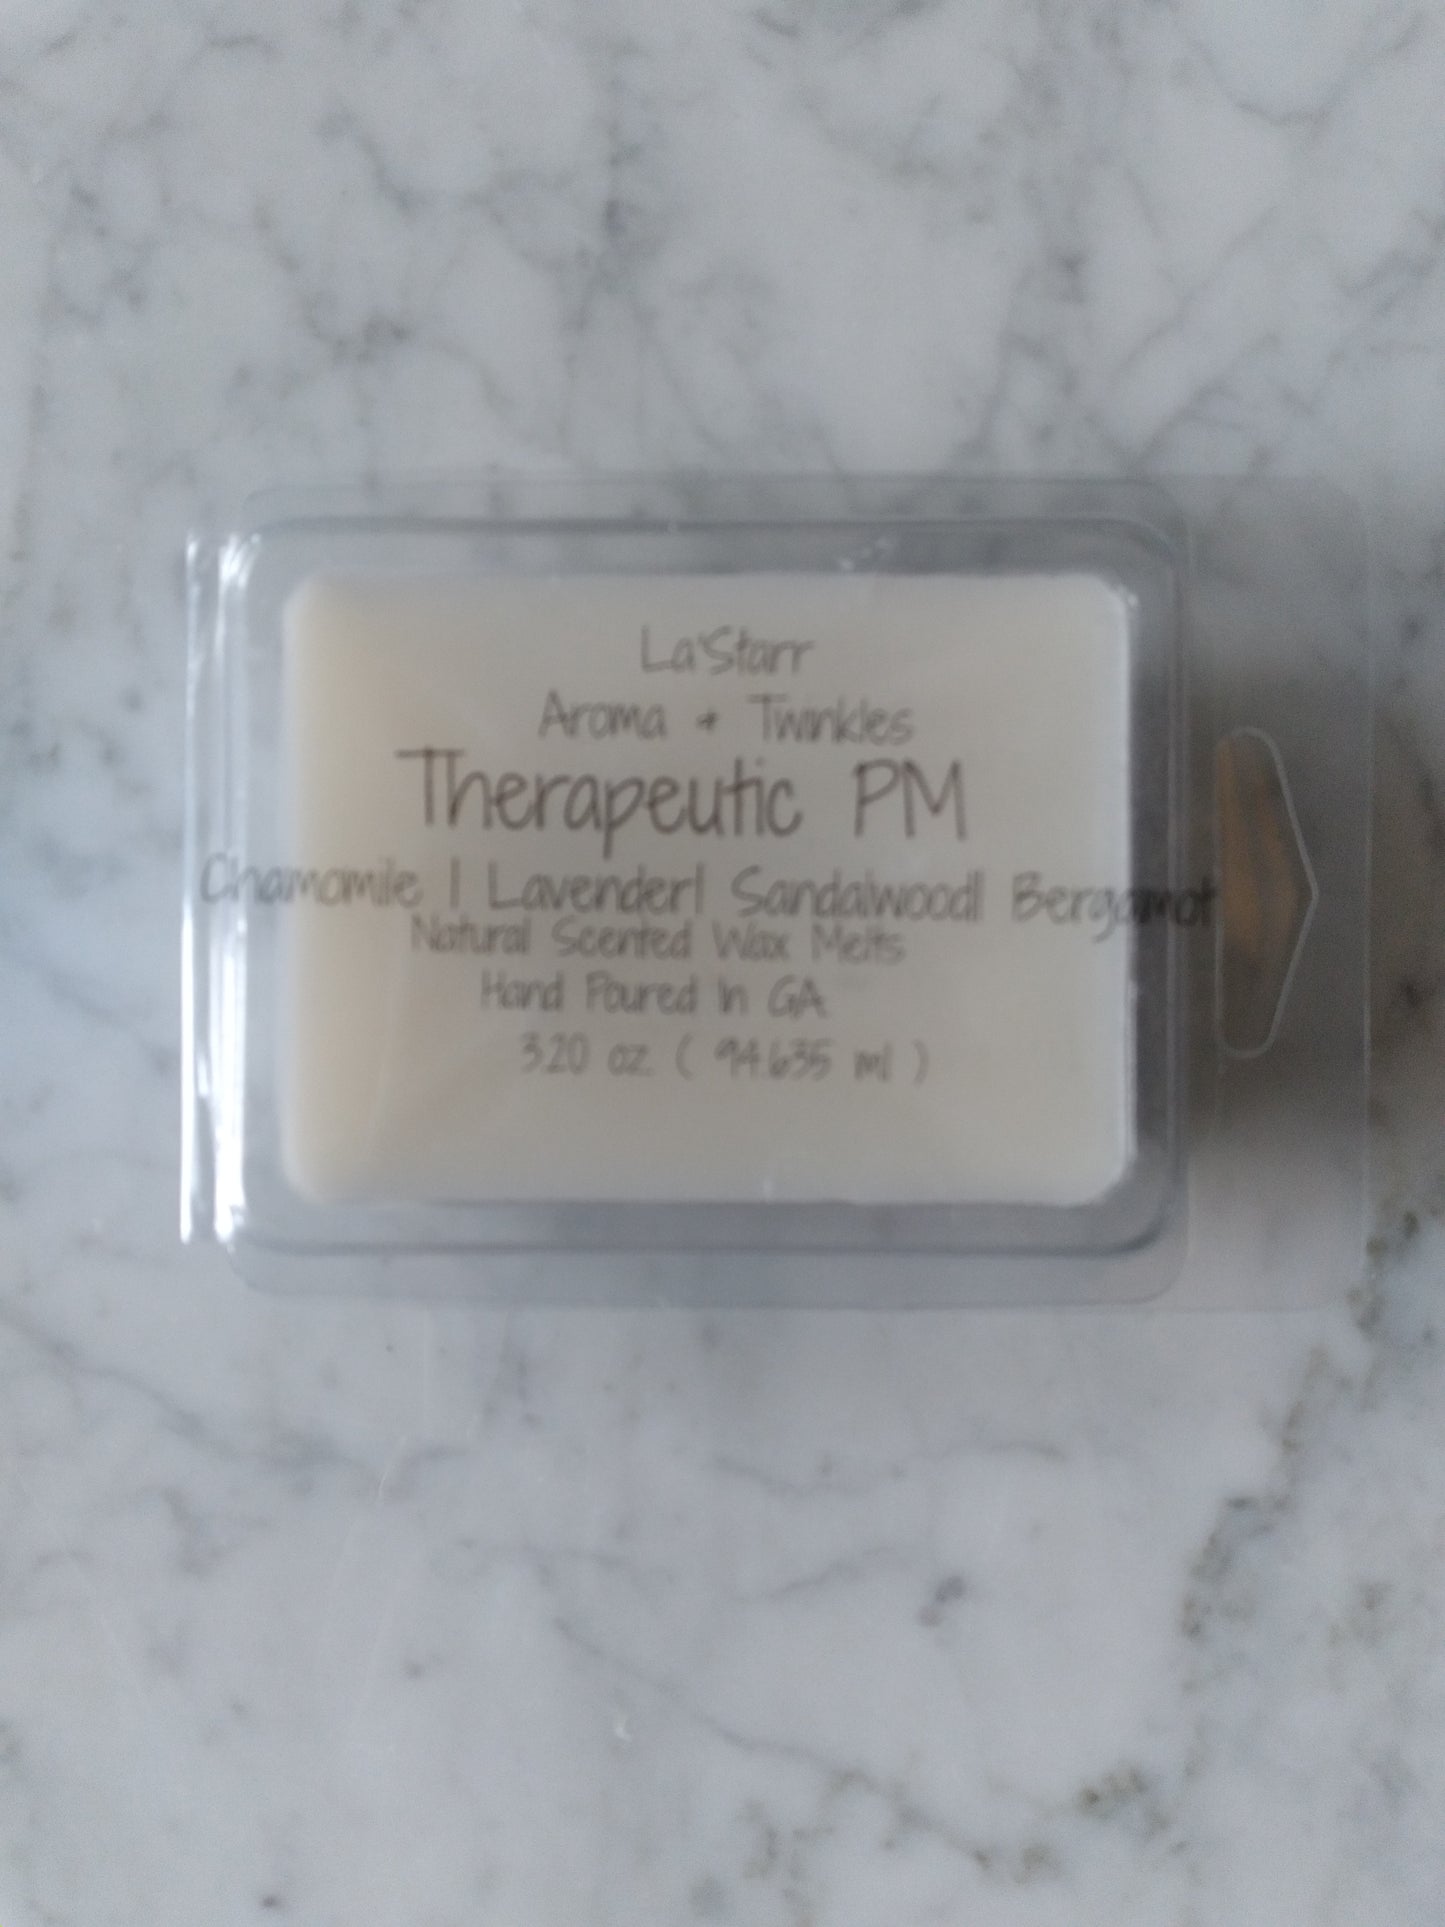 La'Starr
Aroma + Twinkles
Therapeutic PM
Chamomile | Lavender| Sandalwood| Bergamot
Natural Scented Wax Melts
Hand Poured In GA
3.20 oz. ( 94.635 ml )